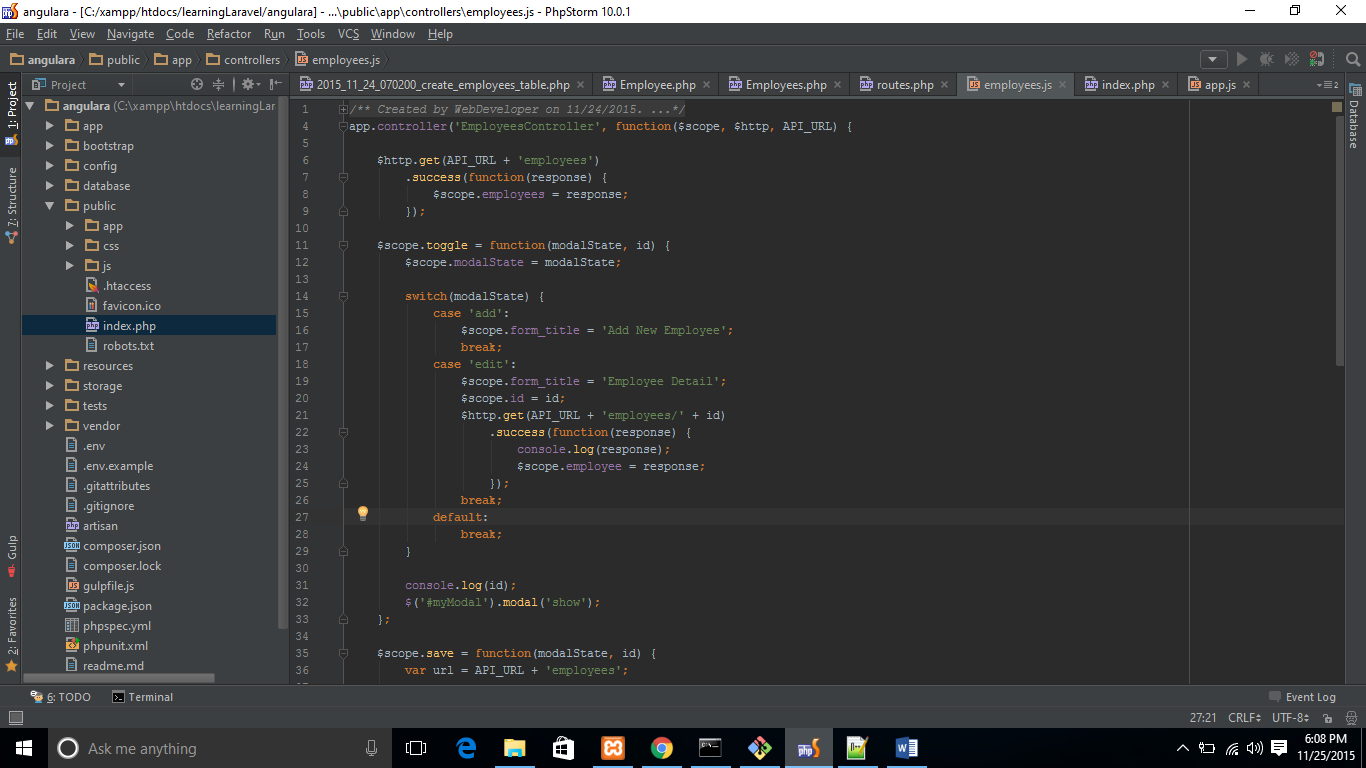 angulara - [C:/xampp/htdocs/learningLaravel/angulara] - ...\public\app\controllers\employees.js - PhpStorm 10.0.1
File Edit View Navigate Code Refactor Run Tools VCS Window Help
angulara public app controllers employees.js
Project
2015_11_24_070200_create_employees_table.php Employee.php Employees.php routes.php employees.js index.php app.js 2
1: Project
7: Structure
Gulp
2: Favorites
Database
angulara (C:\xampp\htdocs\learningLar
app
bootstrap
config
database
public
app
css
js
.htaccess
favicon.ico
index.php
robots.txt
resources
storage
tests
vendor
.env
.env.example
.gitattributes
.gitignore
artisan
composer.json
composer.lock
gulpfile.js
package.json
phpspec.yml
phpunit.xml
readme.md
1 /** Created by WebDeveloper on 11/24/2015. ...*/
4 app.controller('EmployeesController', function($scope, $http, API_URL) {
5
6 $http.get(API_URL + 'employees')
7 .success(function(response) {
8 $scope.employees = response;
9 });
10
11 $scope.toggle = function(modalState, id) {
12 $scope.modalState = modalState;
13
14 switch(modalState) {
15 case 'add':
16 $scope.form_title = 'Add New Employee';
17 break;
18 case 'edit':
19 $scope.form_title = 'Employee Detail';
20 $scope.id = id;
21 $http.get(API_URL + 'employees/' + id)
22 .success(function(response) {
23 console.log(response);
24 $scope.employee = response;
25 });
26 break;
27 default:
28 break;
29 }
30
31 console.log(id);
32 $('#myModal').modal('show');
33 };
34
35 $scope.save = function(modalState, id) {
36 var url = API_URL + 'employees';
6: TODO Terminal Event Log
27:21 CRLF UTF-8
Ask me anything
6:08 PM
11/25/2015